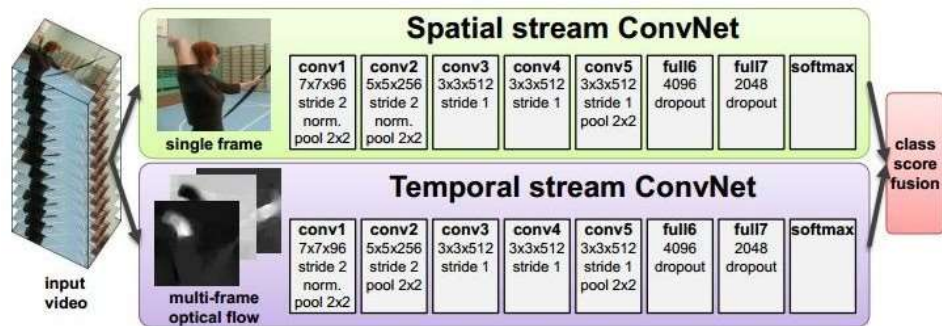 Spatial stream ConvNet
conv1
7x7x96
stride 2
norm.
pool 2x2
conv2
5x5x256
stride 2
norm.
pool 2x2
conv3
3x3x512
stride 1
conv4
3x3x512
stride 1
conv5
3x3x512
stride 1
pool 2x2
full6
4096
dropout
full7
2048
dropout
softmax
single frame
Temporal stream ConvNet
conv1
7x7x96
stride 2
norm.
pool 2x2
conv2
5x5x256
stride 2
pool 2x2
conv3
3x3x512
stride 1
conv4
3x3x512
stride 1
conv5
3x3x512
stride 1
pool 2x2
full6
4096
dropout
full7
2048
dropout
softmax
multi-frame
optical flow
input
video
class
score
fusion